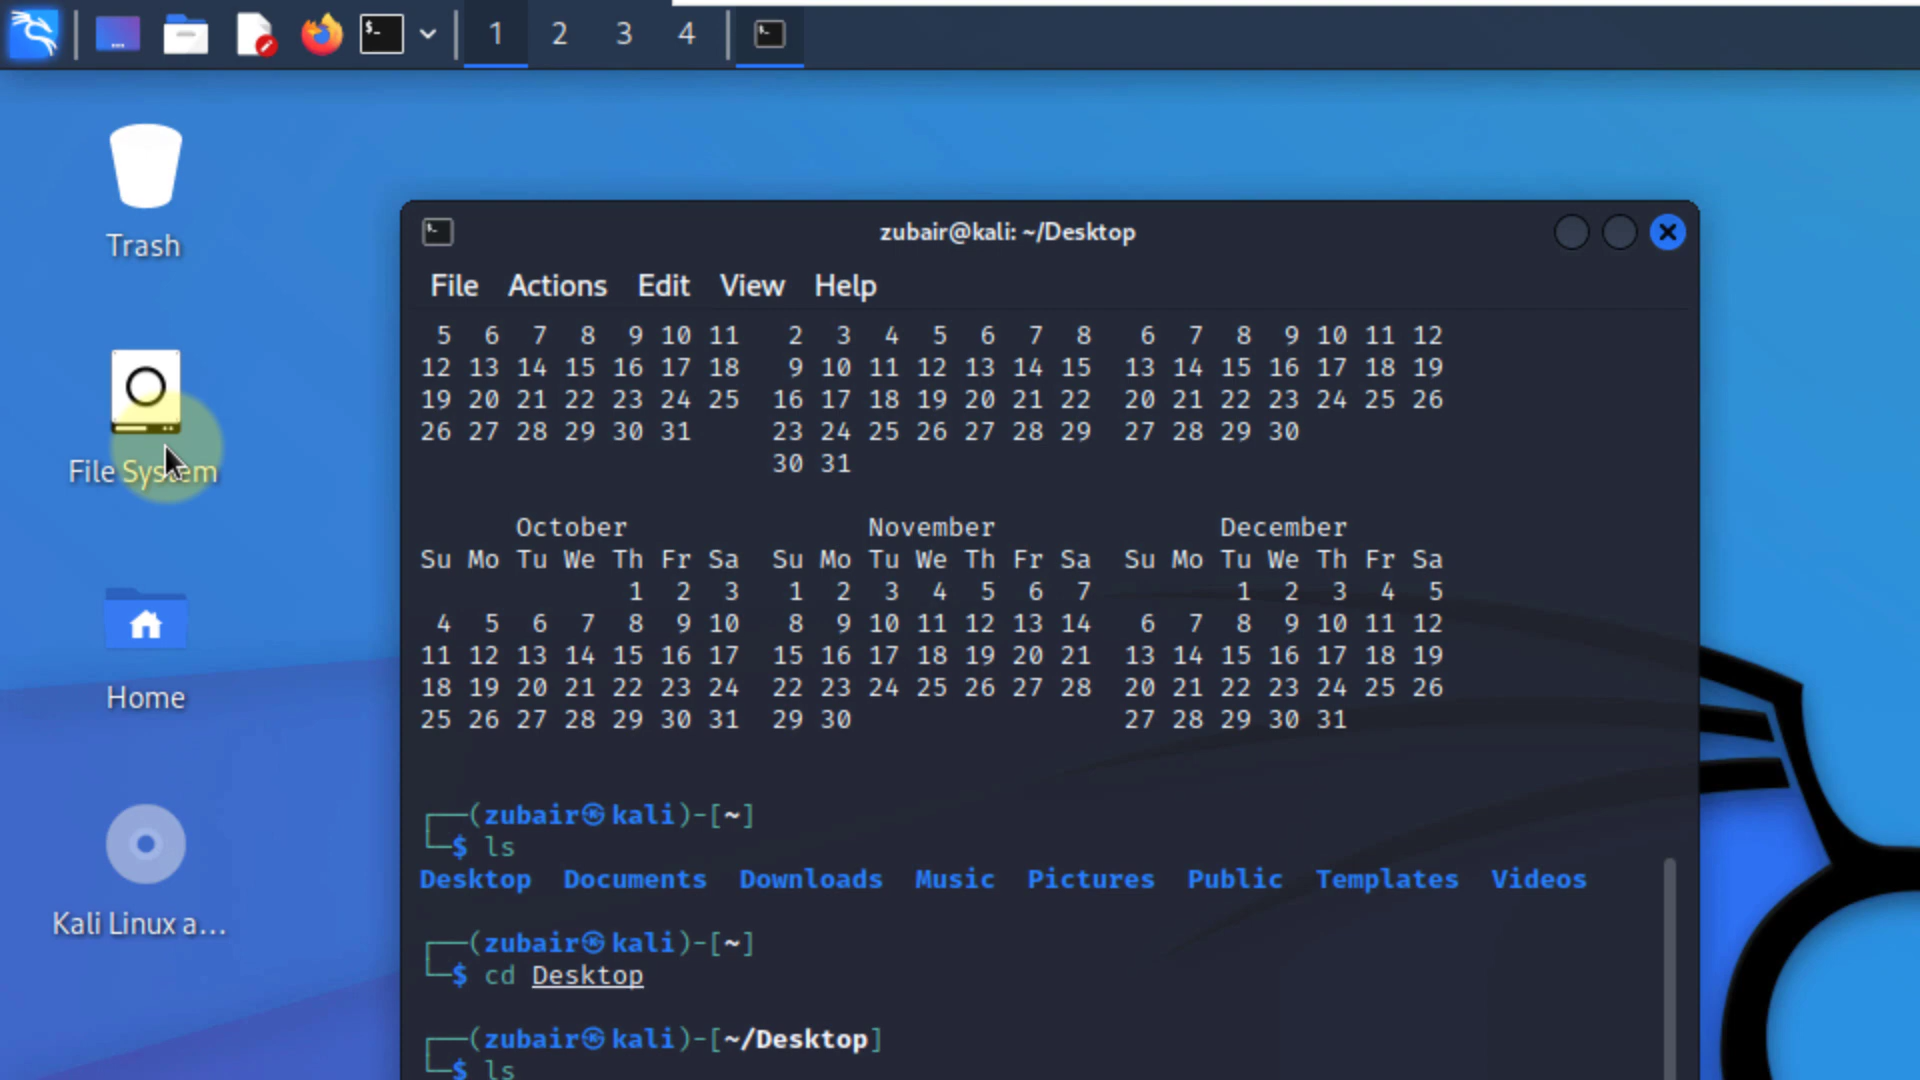 1 2 3 4
Trash
File System
Home
Kali Linux a...
zubair@kali: ~/Desktop
File Actions Edit View Help
5 6 7 8 9 10 11 2 3 4 5 6 7 8 6 7 8 9 10 11 12
12 13 14 15 16 17 18 9 10 11 12 13 14 15 13 14 15 16 17 18 19
19 20 21 22 23 24 25 16 17 18 19 20 21 22 20 21 22 23 24 25 26
26 27 28 29 30 31 23 24 25 26 27 28 29 27 28 29 30
30 31
October November December
Su Mo Tu We Th Fr Sa Su Mo Tu We Th Fr Sa Su Mo Tu We Th Fr Sa
1 2 3 1 2 3 4 5 6 7 1 2 3 4 5
4 5 6 7 8 9 10 8 9 10 11 12 13 14 6 7 8 9 10 11 12
11 12 13 14 15 16 17 15 16 17 18 19 20 21 13 14 15 16 17 18 19
18 19 20 21 22 23 24 22 23 24 25 26 27 28 20 21 22 23 24 25 26
25 26 27 28 29 30 31 29 30 27 28 29 30 31
┌──(zubair㉿kali)-[~]
└─$ ls
Desktop Documents Downloads Music Pictures Public Templates Videos
┌──(zubair㉿kali)-[~]
└─$ cd Desktop
┌──(zubair㉿kali)-[~/Desktop]
└─$ ls